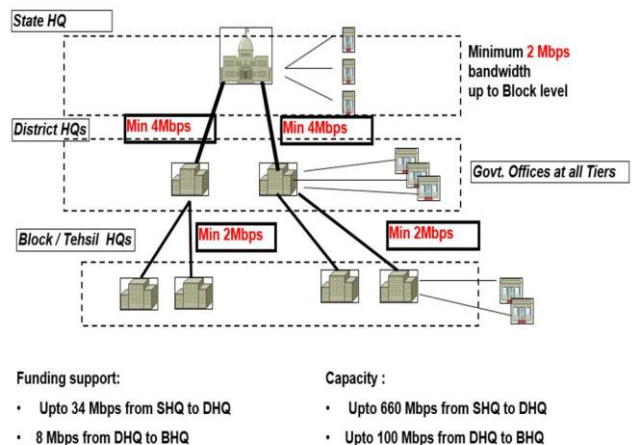 State HQ
Minimum 2 Mbps
bandwidth
up to Block level
District HQs
Min 4Mbps
Min 4Mbps
Govt. Offices at all Tiers
Block / Tehsil HQs
Min 2Mbps
Min 2Mbps
Funding support:
• Upto 34 Mbps from SHQ to DHQ
• 8 Mbps from DHQ to BHQ
Capacity :
• Upto 660 Mbps from SHQ to DHQ
• Upto 100 Mbps from DHQ to BHQ